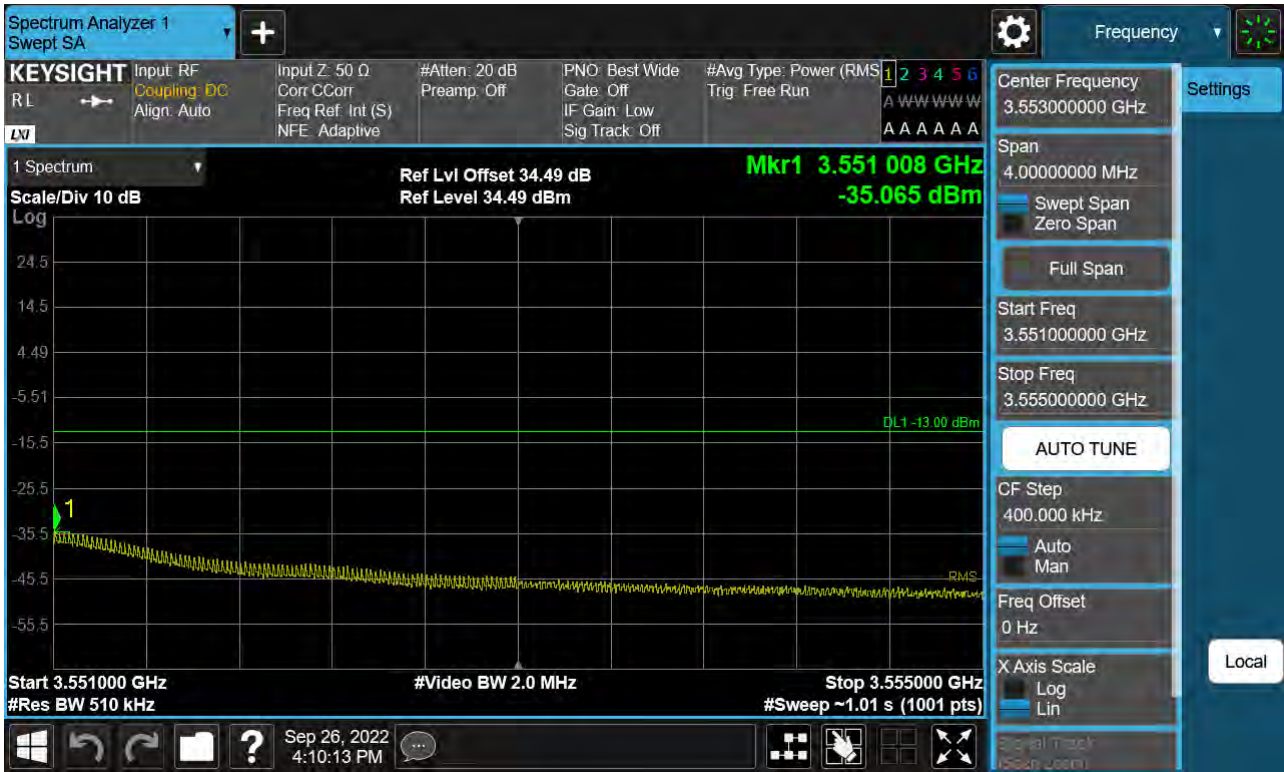 Spectrum Analyzer 1
Swept SA
Frequency
KEYSIGHT
RL
LXI
Input: RF
Coupling: DC
Align: Auto
Input Z: 50 Ω
Corr CCorr
Freq Ref: Int (S)
NFE: Adaptive
#Atten: 20 dB
Preamp: Off
PNO: Best Wide
Gate: Off
IF Gain: Low
Sig Track: Off
#Avg Type: Power (RMS
Trig: Free Run
1 2 3 4 5 6
A W W W W W
A A A A A A
1 Spectrum
Scale/Div 10 dB
Log
Ref Lvl Offset 34.49 dB
Ref Level 34.49 dBm
Mkr1 3.551 008 GHz
-35.065 dBm
24.5
14.5
4.49
-5.51
DL1 -13.00 dBm
-15.5
-25.5
1
-35.5
-45.5
RMS
-55.5
Start 3.551000 GHz
#Res BW 510 kHz
#Video BW 2.0 MHz
Stop 3.555000 GHz
#Sweep ~1.01 s (1001 pts)
Center Frequency
3.553000000 GHz
Span
4.00000000 MHz
Swept Span
Zero Span
Full Span
Start Freq
3.551000000 GHz
Stop Freq
3.555000000 GHz
AUTO TUNE
CF Step
400.000 kHz
Auto
Man
Freq Offset
0 Hz
X Axis Scale
Log
Lin
Signal Track
(Span Zoom)
Settings
Local
?
Sep 26, 2022
4:10:13 PM